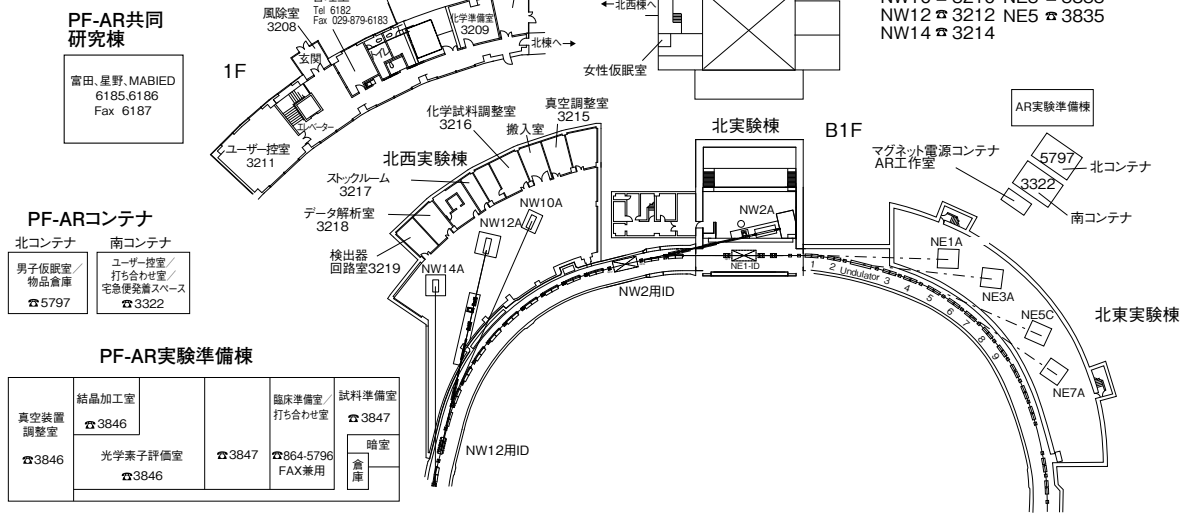 PF-AR共同
研究棟
富田、星野、MABIED
6185,6186
Fax 6187
1F
風除室
3208
Tel 6182
Fax 029-879-6183
玄関
エレベーター
ユーザー控室
3211
化学準備室
3209
北棟へ→
←北西棟へ
女性仮眠室
NW12 ☎ 3212 NE5 ☎ 3835
NW14 ☎ 3214
B1F
北西実験棟
化学試料調整室
3216
搬入室
真空調整室
3215
ストックルーム
3217
データ解析室
3218
検出器
回路室3219
NW10A
NW12A
NW14A
北実験棟
NW2A
NE1-ID
NW2用ID
NW12用ID
1 2 Undulator 3 4 5 6 7 8 9
AR実験準備棟
マグネット電源コンテナ
AR工作室
5797
北コンテナ
3322
南コンテナ
NE1A
NE3A
NE5C
NE7A
北東実験棟
PF-ARコンテナ
北コンテナ
男子仮眠室/
物品倉庫
☎5797
南コンテナ
ユーザー控室/
打ち合わせ室/
宅急便発着スペース
☎3322
PF-AR実験準備棟
真空装置
調整室
☎3846
結晶加工室
☎3846
光学素子評価室
☎3846
☎3847
臨床準備室/
打ち合わせ室
☎864-5796
FAX兼用
試料準備室
☎3847
暗室
倉庫